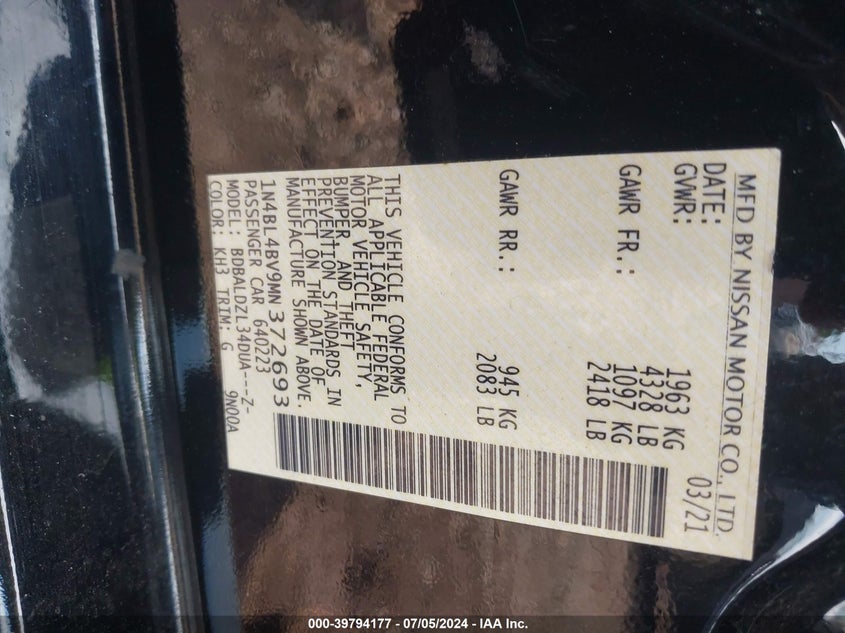 MFD BY NISSAN MOTOR CO., LTD.
DATE: 03/21
GVWR: 1963 KG
4328 LB
GAWR FR.: 1097 KG
2418 LB
GAWR RR.: 945 KG
2083 LB
THIS VEHICLE CONFORMS TO
ALL APPLICABLE FEDERAL
MOTOR VEHICLE SAFETY,
BUMPER, AND THEFT
PREVENTION STANDARDS IN
EFFECT ON THE DATE OF
MANUFACTURE SHOWN ABOVE.
1N4BL4BV9MN372693
PASSENGER CAR 640223
MODEL: BDBALDZL34DUA---Z-
COLOR: KH3 TRIM: G 9N00A
000-39794177 - 07/05/2024 - IAA Inc.